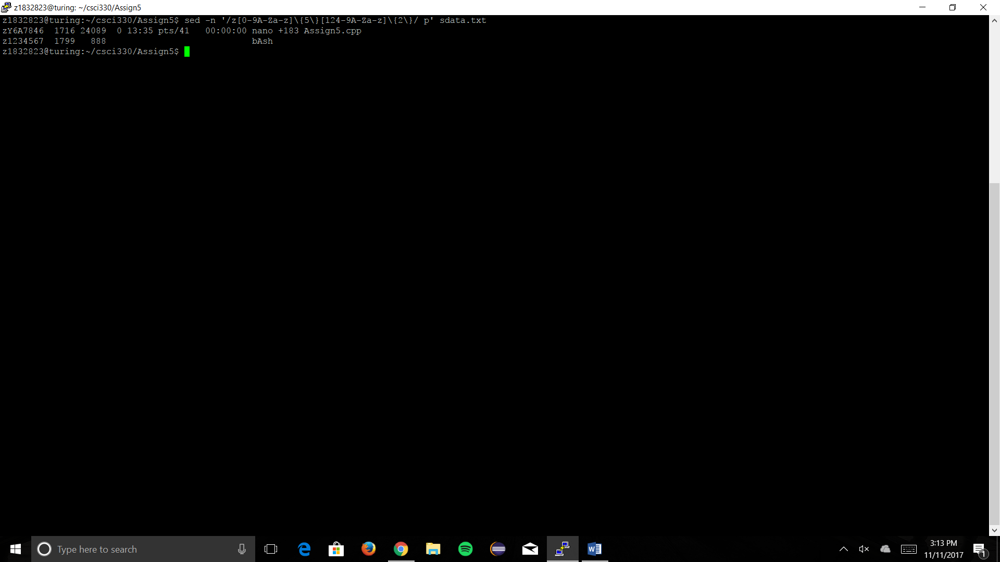 z1832823@turing: ~/csci330/Assign5
z1832823@turing:~/csci330/Assign5$ sed -n '/z[0-9A-Za-z]\{5\}[124-9A-Za-z]\{2\}/ p' sdata.txt
zY6A7846  1716 24089  0 13:35 pts/41   00:00:00 nano +183 Assign5.cpp
z1234567  1799   888                            bAsh
z1832823@turing:~/csci330/Assign5$
Type here to search
3:13 PM
11/11/2017
1